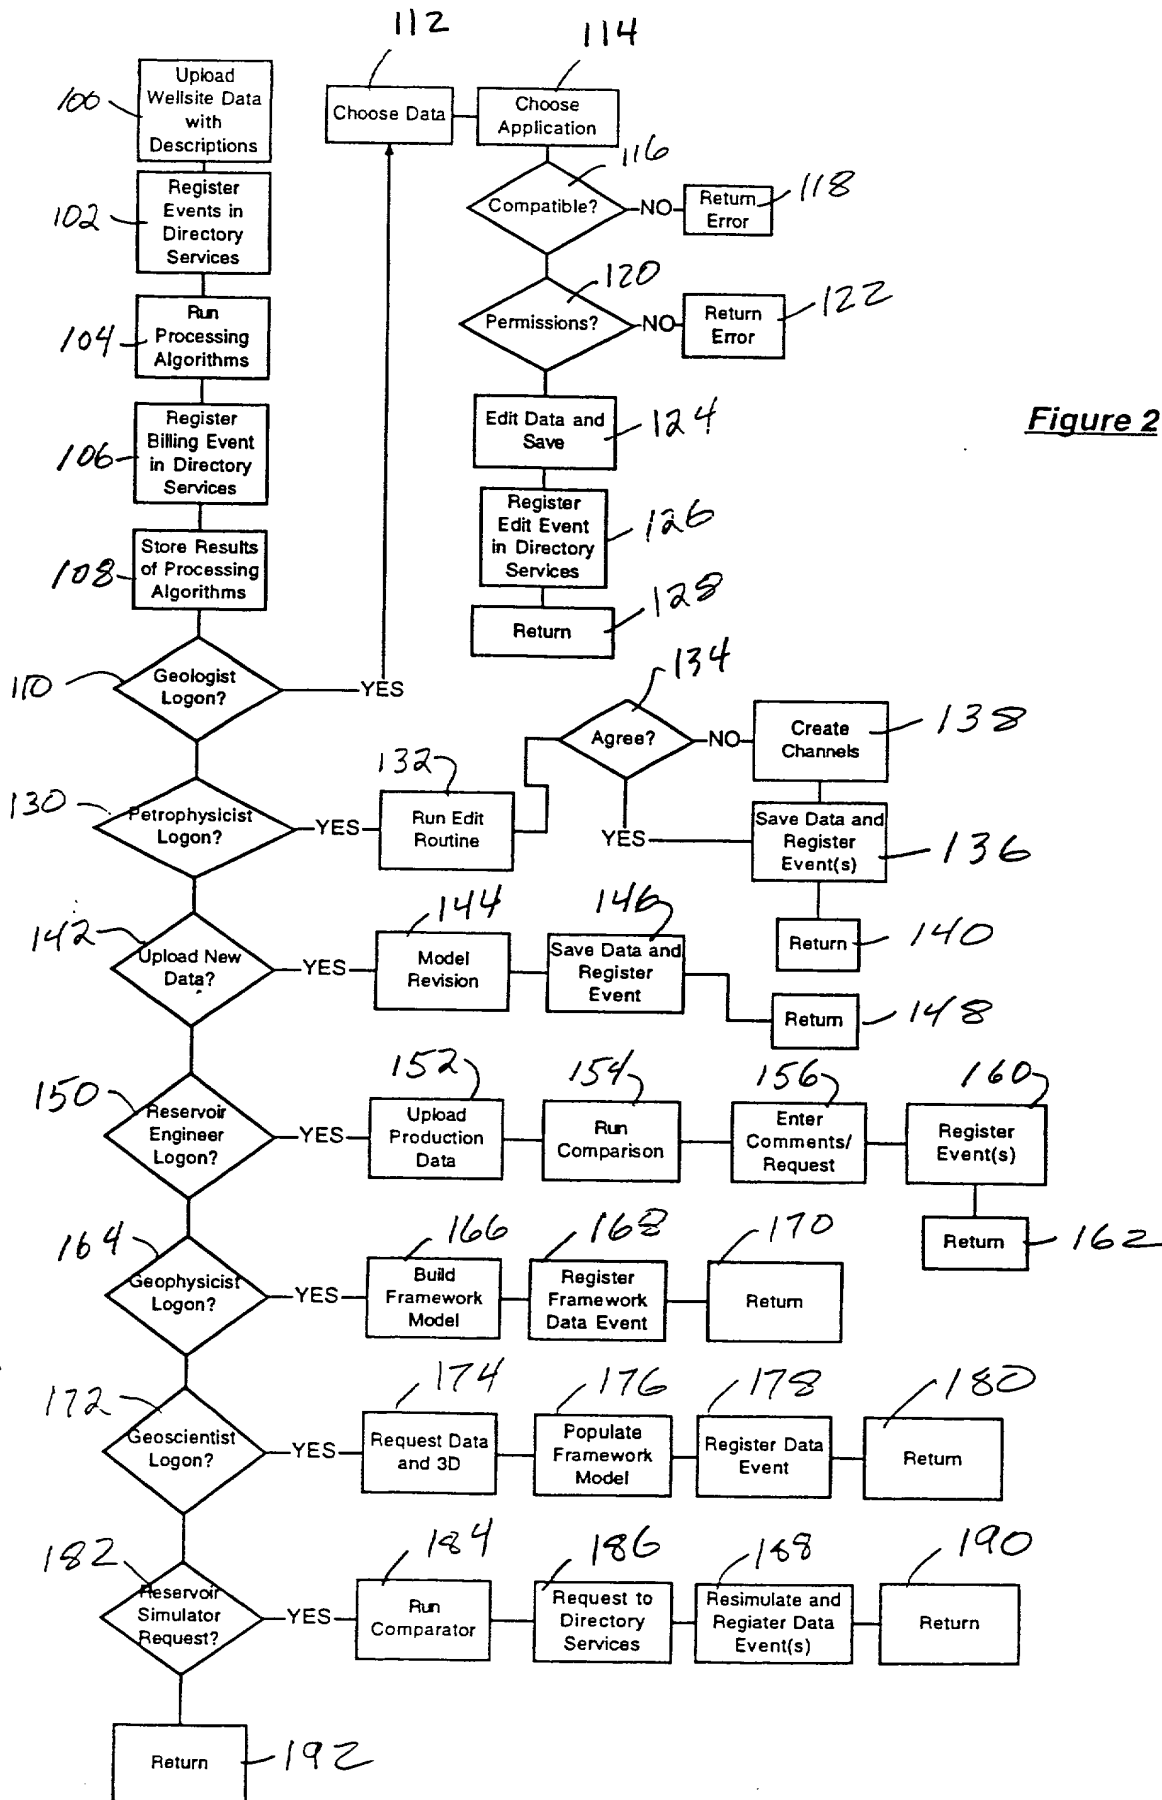 112
114
100
Upload
Wellsite Data
with
Descriptions
Choose Data
Choose
Application
116
Compatible?
NO
Return
Error
118
102
Register
Events in
Directory
Services
120
Permissions?
NO
Return
Error
122
104
Run
Processing
Algorithms
Edit Data and
Save
124
Figure 2
106
Register
Billing Event
in Directory
Services
Register
Edit Event
in Directory
Services
126
108
Store Results
of Processing
Algorithms
Return
128
110
Geologist
Logon?
YES
134
Agree?
NO
Create
Channels
138
130
Petrophysicist
Logon?
YES
132
Run Edit
Routine
YES
Save Data and
Register
Event(s)
136
Return
140
142
Upload New
Data?
YES
144
Model
Revision
146
Save Data and
Register
Event
Return
148
150
Reservoir
Engineer
Logon?
YES
152
Upload
Production
Data
154
Run
Comparison
156
Enter
Comments/
Request
160
Register
Event(s)
Return
162
164
Geophysicist
Logon?
YES
166
Build
Framework
Model
168
Register
Framework
Data Event
170
Return
172
Geoscientist
Logon?
YES
174
Request Data
and 3D
176
Populate
Framework
Model
178
Register Data
Event
180
Return
182
Reservoir
Simulator
Request?
YES
184
Run
Comparator
186
Request to
Directory
Services
188
Resimulate and
Regiater Data
Event(s)
190
Return
Return
192